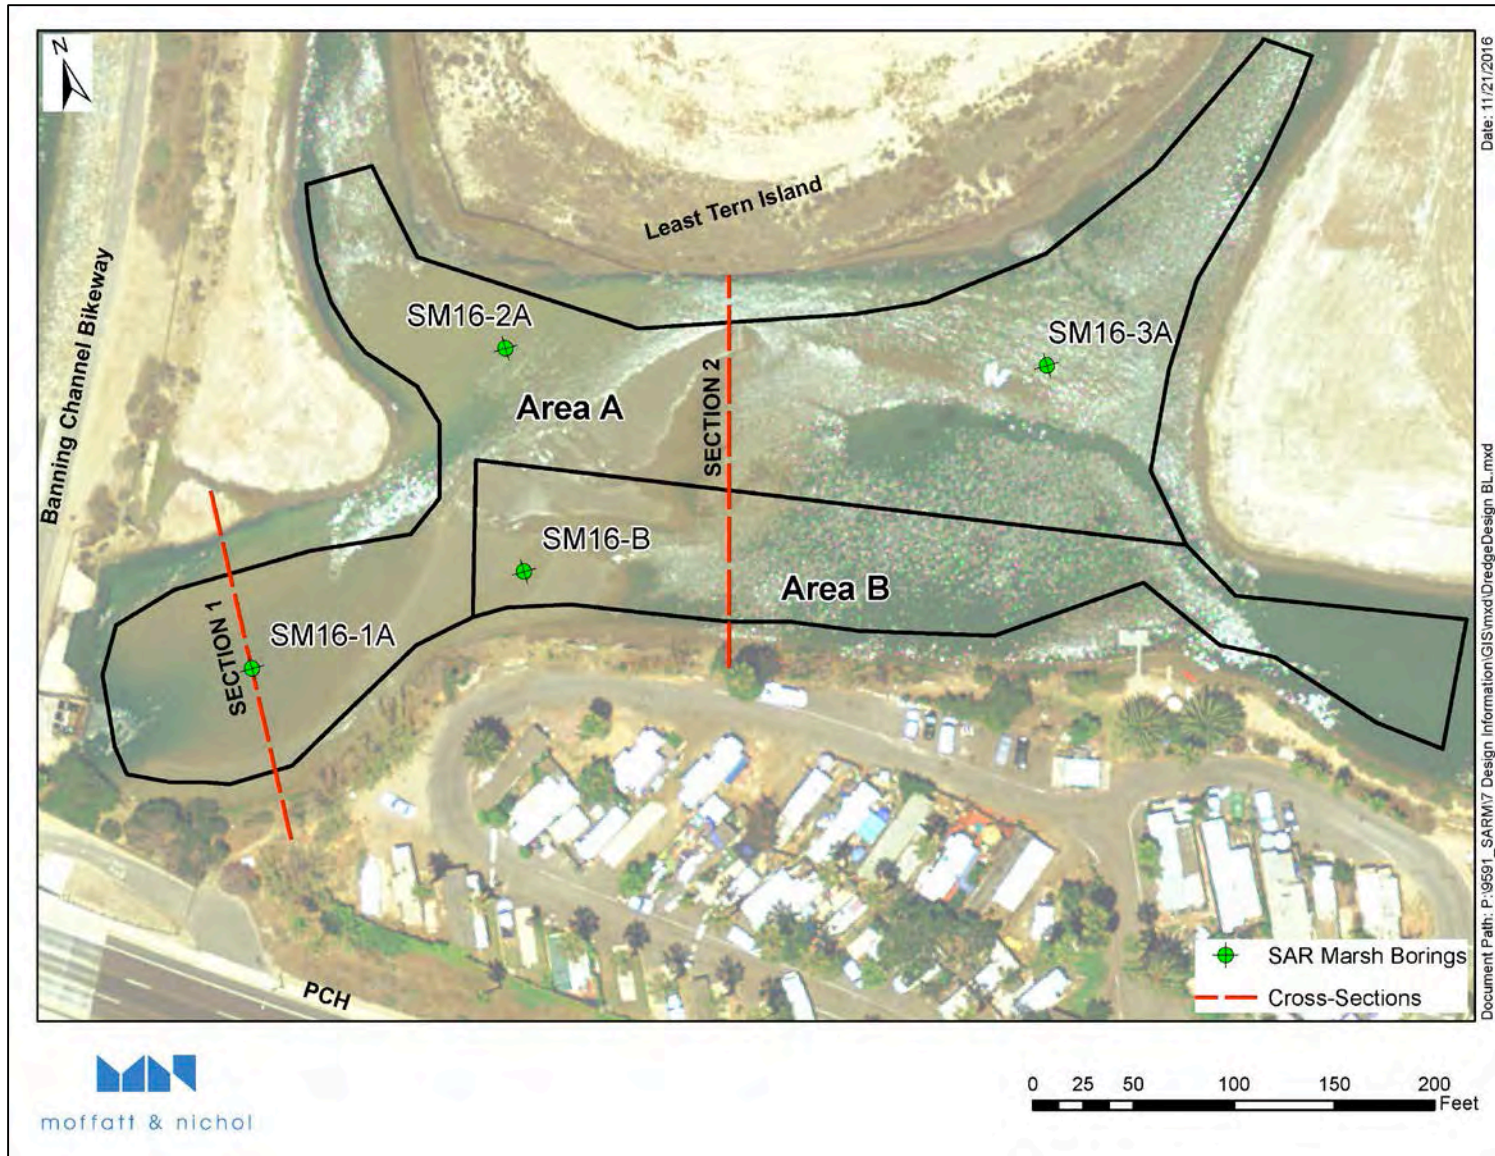 N
Date: 11/21/2016
Least Tern Island
Banning Channel Bikeway
SM16-2A
SM16-3A
Area A
SECTION 2
SM16-B
Area B
SM16-1A
SECTION 1
PCH
SAR Marsh Borings
Cross-Sections
Document Path: P:\9591_SARM\7 Design Information\GIS\mxd\DredgeDesign BL.mxd
moffatt & nichol
0 25 50 100 150 200
Feet